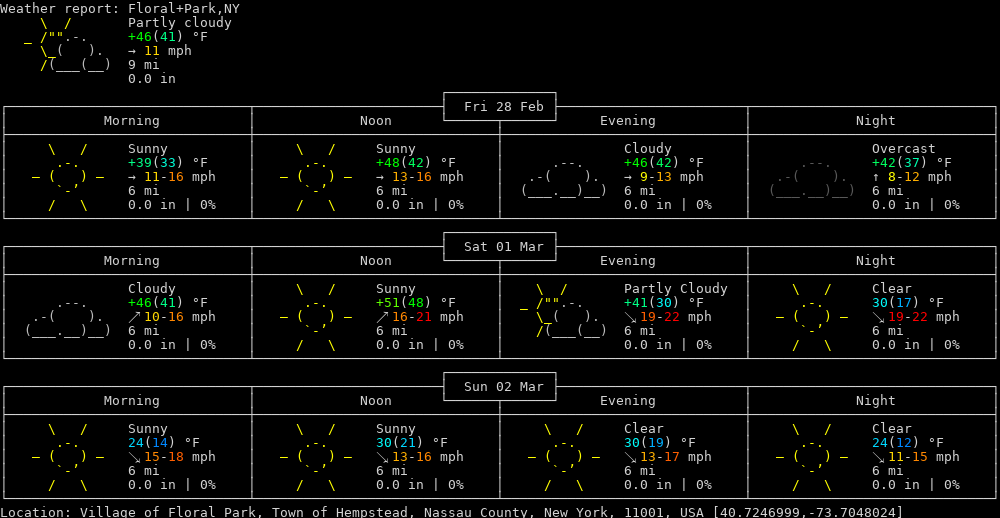 Weather report: Floral+Park,NY
Partly cloudy
+46(41) °F
→ 11 mph
9 mi
0.0 in
Fri 28 Feb
Morning Noon Evening Night
Sunny Sunny Cloudy Overcast
+39(33) °F +48(42) °F +46(42) °F +42(37) °F
→ 11-16 mph → 13-16 mph → 9-13 mph ↑ 8-12 mph
6 mi 6 mi 6 mi 6 mi
0.0 in | 0% 0.0 in | 0% 0.0 in | 0% 0.0 in | 0%
Sat 01 Mar
Morning Noon Evening Night
Cloudy Sunny Partly Cloudy Clear
+46(41) °F +51(48) °F +41(30) °F 30(17) °F
↗ 10-16 mph ↗ 16-21 mph ↘ 19-22 mph ↘ 19-22 mph
6 mi 6 mi 6 mi 6 mi
0.0 in | 0% 0.0 in | 0% 0.0 in | 0% 0.0 in | 0%
Sun 02 Mar
Morning Noon Evening Night
Sunny Sunny Clear Clear
24(14) °F 30(21) °F 30(19) °F 24(12) °F
↘ 15-18 mph ↘ 13-16 mph ↘ 13-17 mph ↘ 11-15 mph
6 mi 6 mi 6 mi 6 mi
0.0 in | 0% 0.0 in | 0% 0.0 in | 0% 0.0 in | 0%
Location: Village of Floral Park, Town of Hempstead, Nassau County, New York, 11001, USA [40.7246999,-73.7048024]